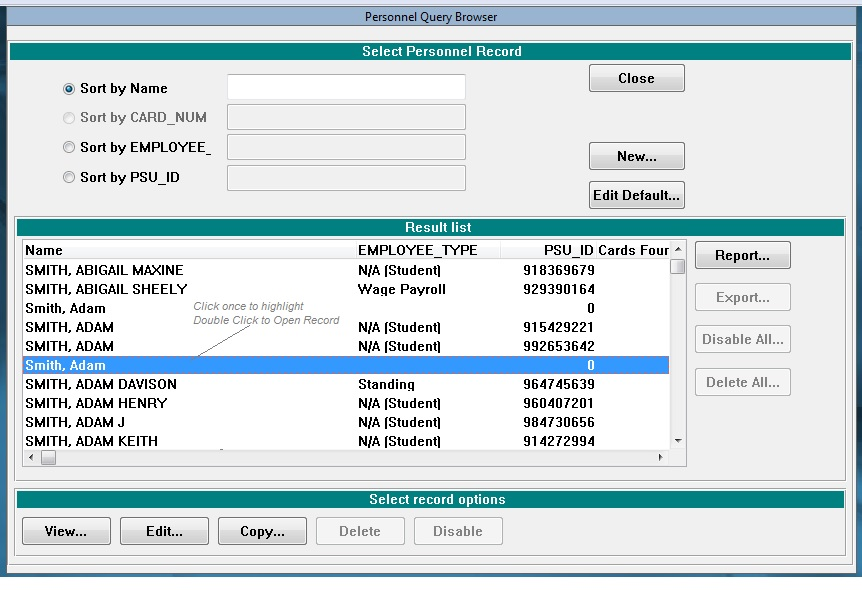 Personnel Query Browser
Select Personnel Record
Sort by Name
Close
Sort by CARD_NUM
Sort by EMPLOYEE_
New...
Sort by PSU_ID
Edit Default...
Result list
Name EMPLOYEE_TYPE PSU_ID Cards Four
Report...
SMITH, ABIGAIL MAXINE N/A (Student) 918369679
SMITH, ABIGAIL SHEELY Wage Payroll 929390164
Export...
Smith, Adam 0
Click once to highlight
Double Click to Open Record
SMITH, ADAM N/A (Student) 915429221
Disable All...
SMITH, ADAM N/A (Student) 992653642
Smith, Adam 0
SMITH, ADAM DAVISON Standing 964745639
Delete All...
SMITH, ADAM HENRY N/A (Student) 960407201
SMITH, ADAM J N/A (Student) 984730656
SMITH, ADAM KEITH N/A (Student) 914272994
Select record options
View... Edit... Copy... Delete Disable